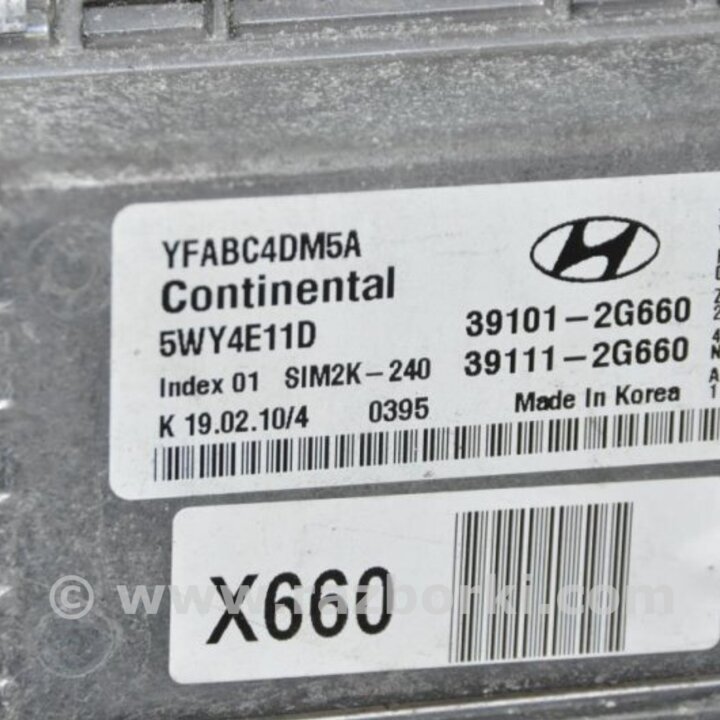 YFABC4DM5A
Continental
5WY4E11D
39101-2G660
Index 01 SIM2K-240
39111-2G660
K 19.02.10/4 0395
Made In Korea
X660
© www.razborki.com